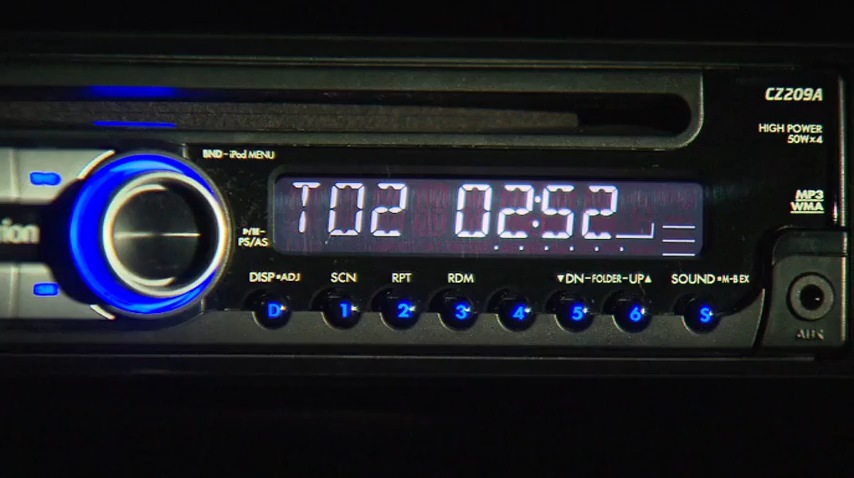 CZ209A
HIGH POWER
50W×4
BND - iPod MENU
MP3
WMA
T02 02:52
PS/AS
DISP•ADJ SCN RPT RDM ▼DN-FOLDER-UP▲ SOUND•M-B EX
D 1 2 3 4 5 6 S
AUX